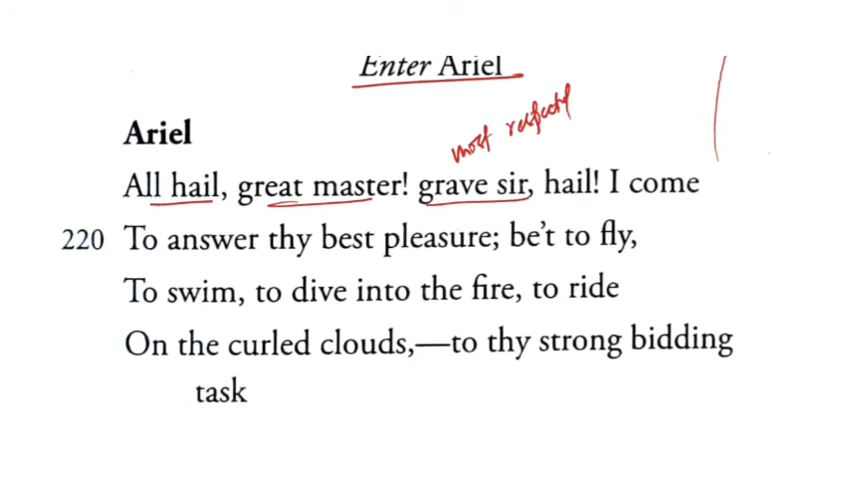 Enter Ariel
most respectful
Ariel
All hail, great master! grave sir, hail! I come
220 To answer thy best pleasure; be't to fly,
To swim, to dive into the fire, to ride
On the curled clouds,—to thy strong bidding
task